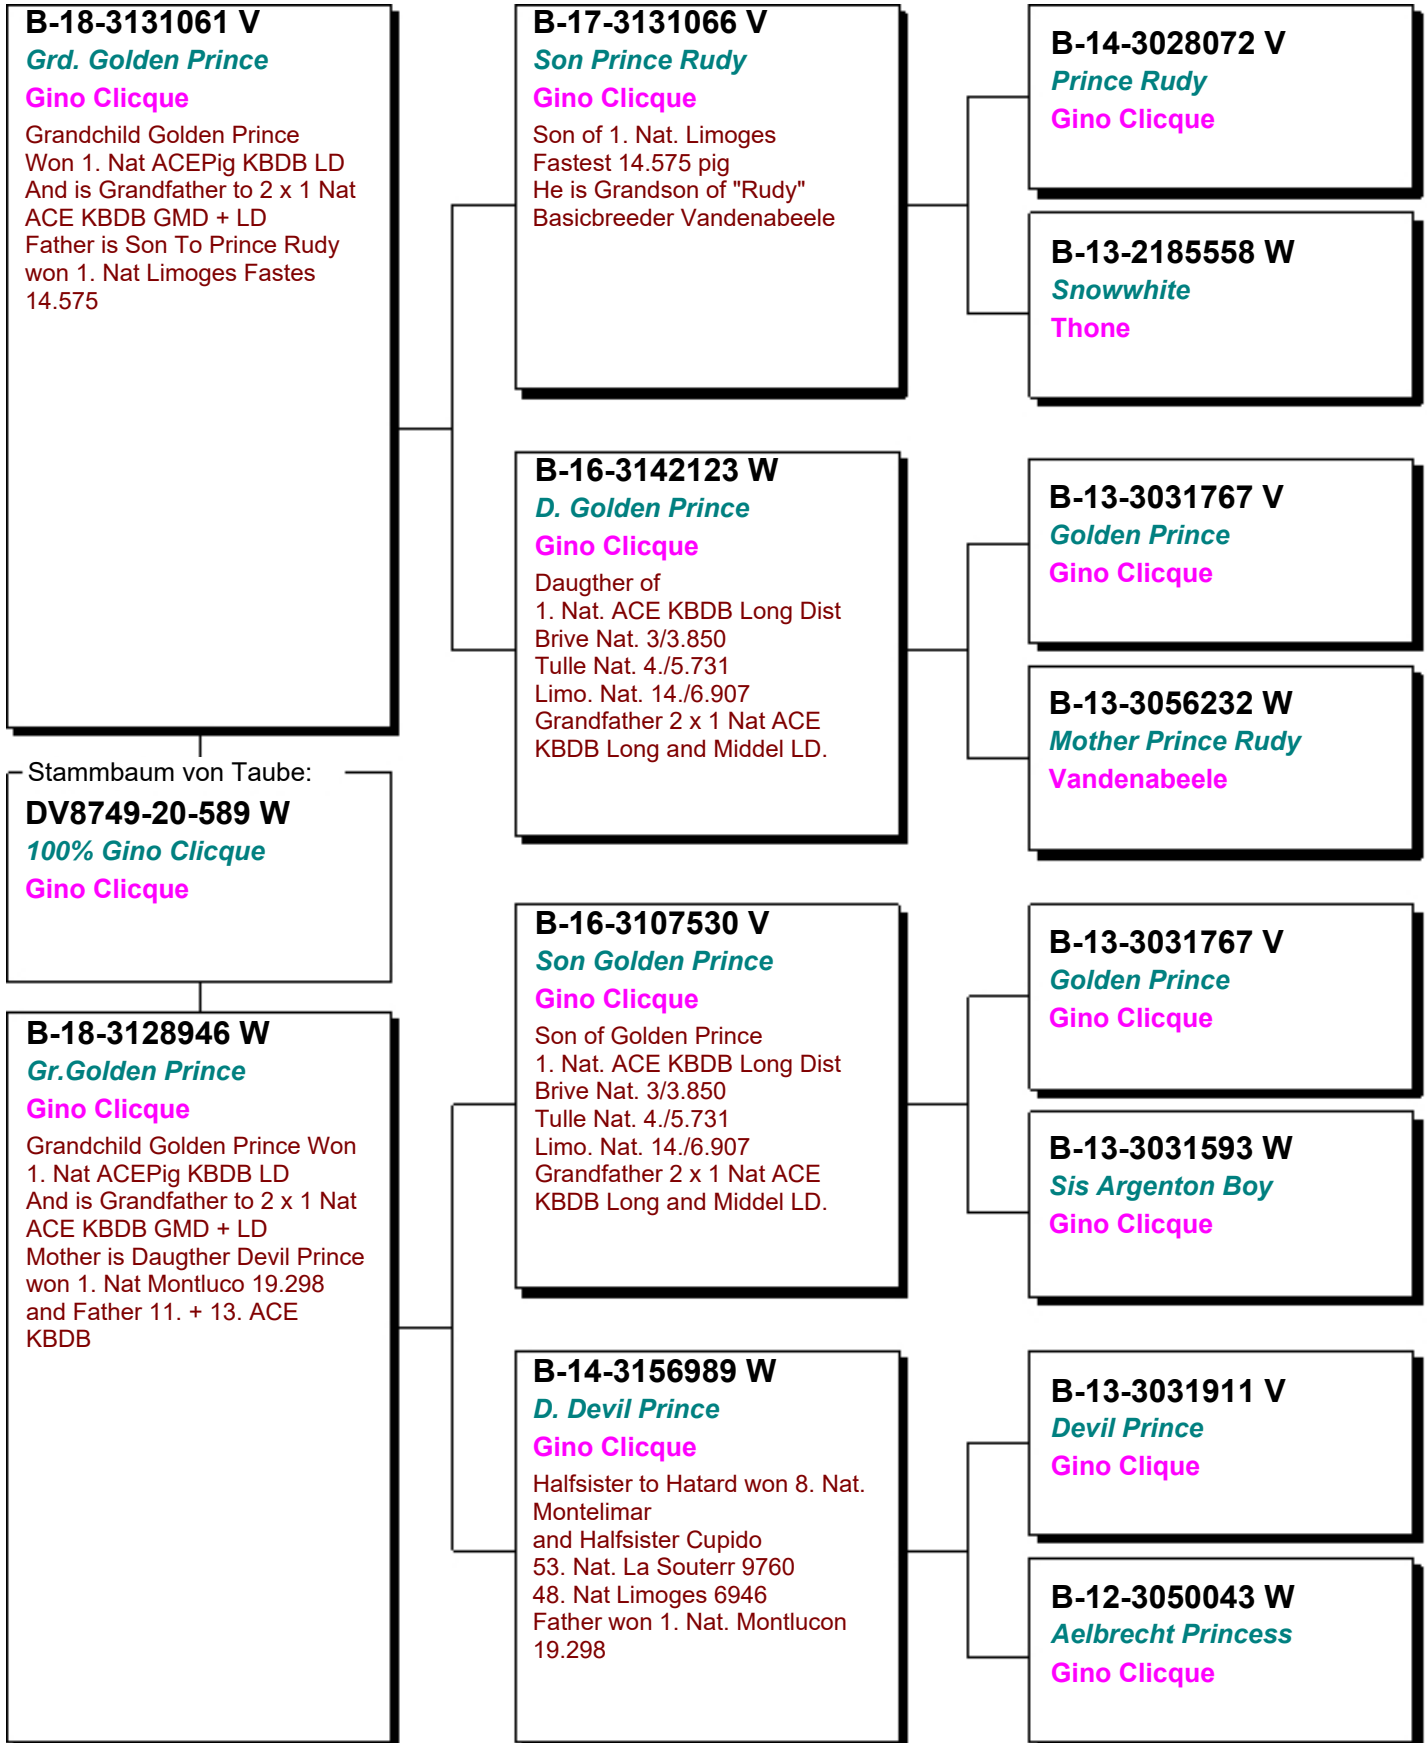 B-18-3131061 V
Grd. Golden Prince
Gino Clicque
Grandchild Golden Prince
Won 1. Nat ACEPig KBDB LD
And is Grandfather to 2 x 1 Nat
ACE KBDB GMD + LD
Father is Son To Prince Rudy
won 1. Nat Limoges Fastes
14.575
Stammbaum von Taube:
DV8749-20-589 W
100% Gino Clicque
Gino Clicque
B-18-3128946 W
Gr.Golden Prince
Gino Clicque
Grandchild Golden Prince Won
1. Nat ACEPig KBDB LD
And is Grandfather to 2 x 1 Nat
ACE KBDB GMD + LD
Mother is Daugther Devil Prince
won 1. Nat Montluco 19.298
and Father 11. + 13. ACE
KBDB
B-17-3131066 V
Son Prince Rudy
Gino Clicque
Son of 1. Nat. Limoges
Fastest 14.575 pig
He is Grandson of "Rudy"
Basicbreeder Vandenabeele
B-16-3142123 W
D. Golden Prince
Gino Clicque
Daugther of
1. Nat. ACE KBDB Long Dist
Brive Nat. 3/3.850
Tulle Nat. 4./5.731
Limo. Nat. 14./6.907
Grandfather 2 x 1 Nat ACE
KBDB Long and Middel LD.
B-16-3107530 V
Son Golden Prince
Gino Clicque
Son of Golden Prince
1. Nat. ACE KBDB Long Dist
Brive Nat. 3/3.850
Tulle Nat. 4./5.731
Limo. Nat. 14./6.907
Grandfather 2 x 1 Nat ACE
KBDB Long and Middel LD.
B-14-3156989 W
D. Devil Prince
Gino Clicque
Halfsister to Hatard won 8. Nat.
Montelimar
and Halfsister Cupido
53. Nat. La Souterr 9760
48. Nat Limoges 6946
Father won 1. Nat. Montlucon
19.298
B-14-3028072 V
Prince Rudy
Gino Clicque
B-13-2185558 W
Snowwhite
Thone
B-13-3031767 V
Golden Prince
Gino Clicque
B-13-3056232 W
Mother Prince Rudy
Vandenabeele
B-13-3031767 V
Golden Prince
Gino Clicque
B-13-3031593 W
Sis Argenton Boy
Gino Clicque
B-13-3031911 V
Devil Prince
Gino Clique
B-12-3050043 W
Aelbrecht Princess
Gino Clicque